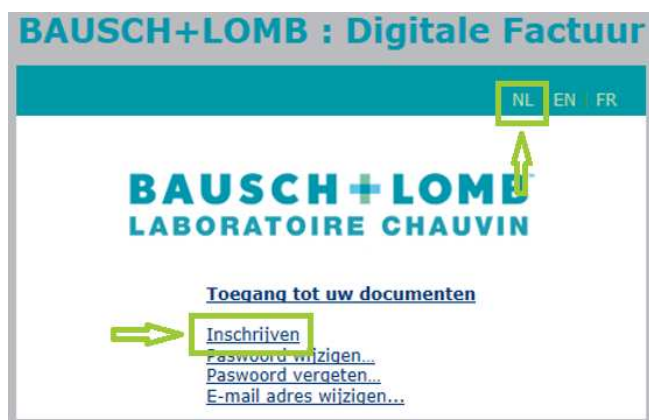 BAUSCH+LOMB : Digitale Factuur
NL | EN | FR
BAUSCH + LOMB
LABORATOIRE CHAUVIN
Toegang tot uw documenten
Inschrijven
Paswoord wijzigen...
Paswoord vergeten...
E-mail adres wijzigen...